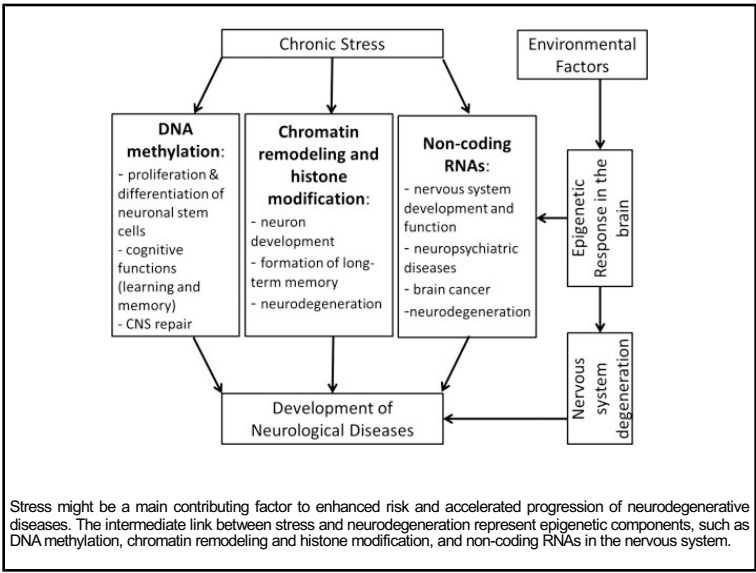 Chronic Stress
Environmental
Factors
DNA
methylation:
- proliferation &
differentiation of
neuronal stem
cells
- cognitive
functions
(learning and
memory)
- CNS repair
Chromatin
remodeling and
histone
modification:
- neuron
development
- formation of long-
term memory
- neurodegeneration
Non-coding
RNAs:
- nervous system
development and
function
- neuropsychiatric
diseases
- brain cancer
-neurodegeneration
Epigenetic
Response in the
brain
Nervous
system
degeneration
Development of
Neurological Diseases
Stress might be a main contributing factor to enhanced risk and accelerated progression of neurodegenerative
diseases. The intermediate link between stress and neurodegeneration represent epigenetic components, such as
DNA methylation, chromatin remodeling and histone modification, and non-coding RNAs in the nervous system.